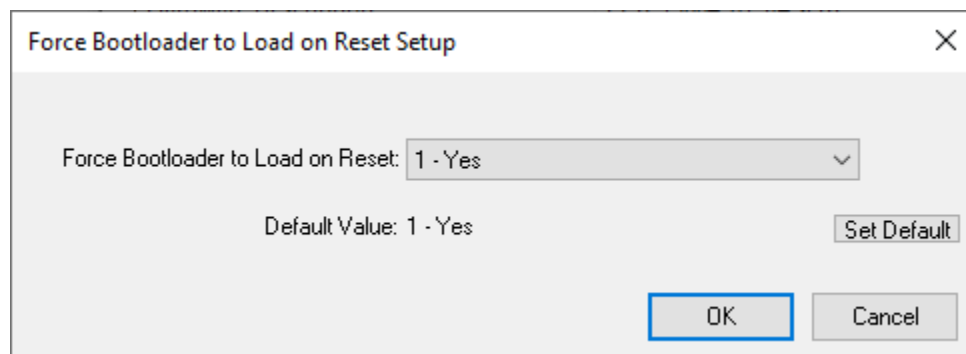 Force Bootloader to Load on Reset Setup
Force Bootloader to Load on Reset: 1 - Yes
Default Value: 1 - Yes
Set Default
OK
Cancel